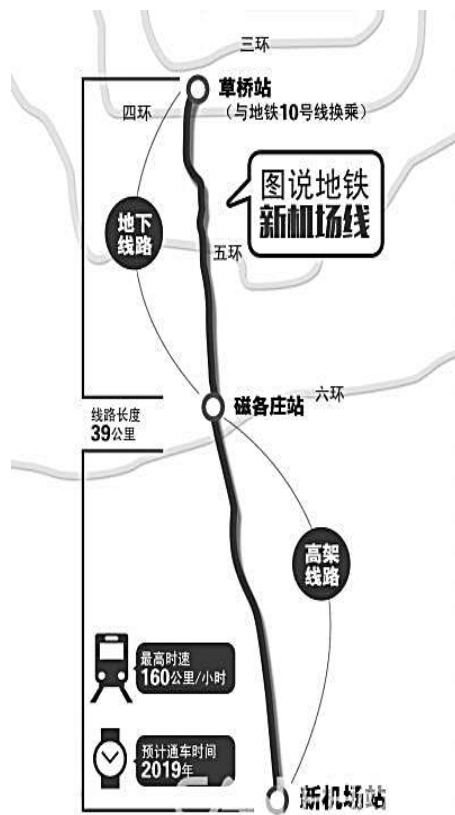 三环
草桥站
(与地铁10号线换乘)
四环
图说地铁
新机场线
地下
线路
五环
六环
磁各庄站
线路长度
39公里
高架
线路
最高时速
160公里/小时
预计通车时间
2019年
新机场站